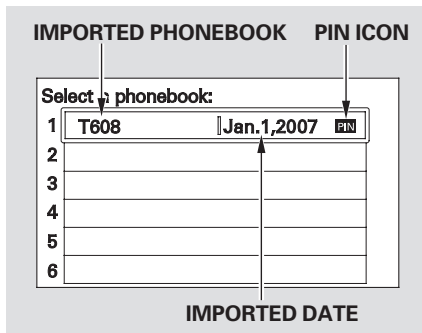 IMPORTED PHONEBOOK PIN ICON
Select a phonebook:
1 T608 Jan.1,2007 PIN
2
3
4
5
6
IMPORTED DATE